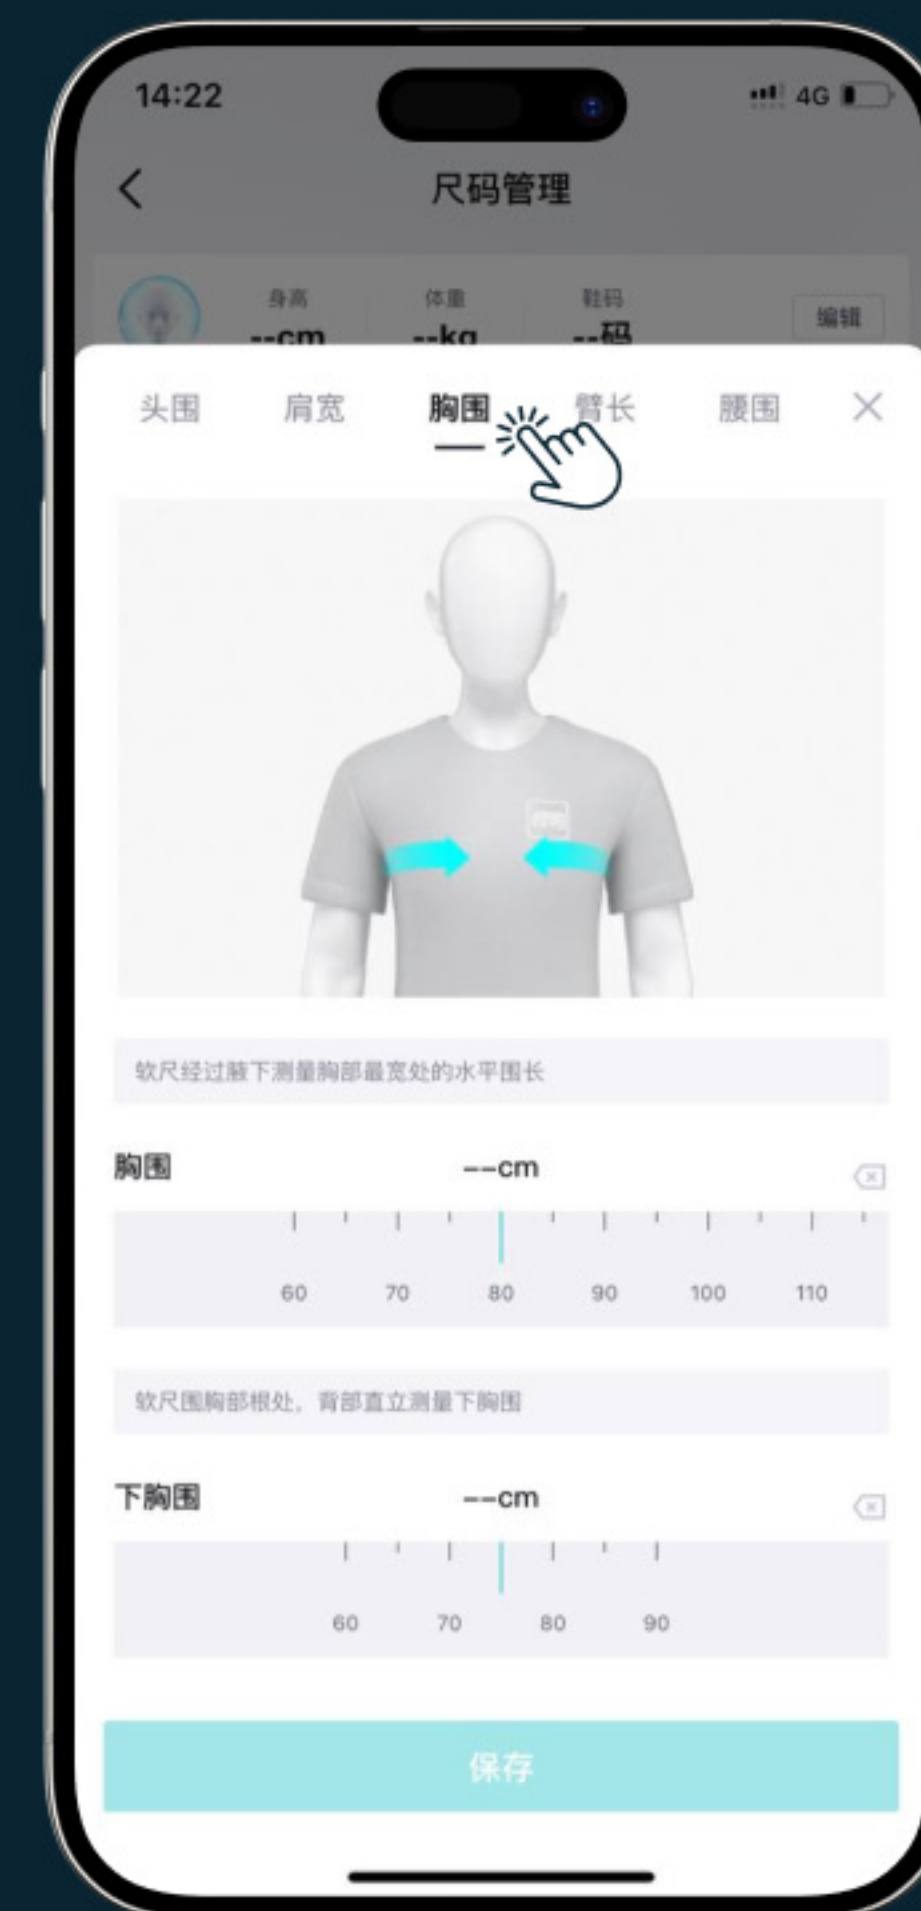 14:22
4G
尺码管理
身高 体重 鞋码
--cm --kg --码 编辑
头围 肩宽 胸围 臂长 腰围
软尺经过腋下测量胸部最宽处的水平围长
胸围 --cm
60 70 80 90 100 110
软尺围胸部根处，背部直立测量下胸围
下胸围 --cm
60 70 80 90
保存